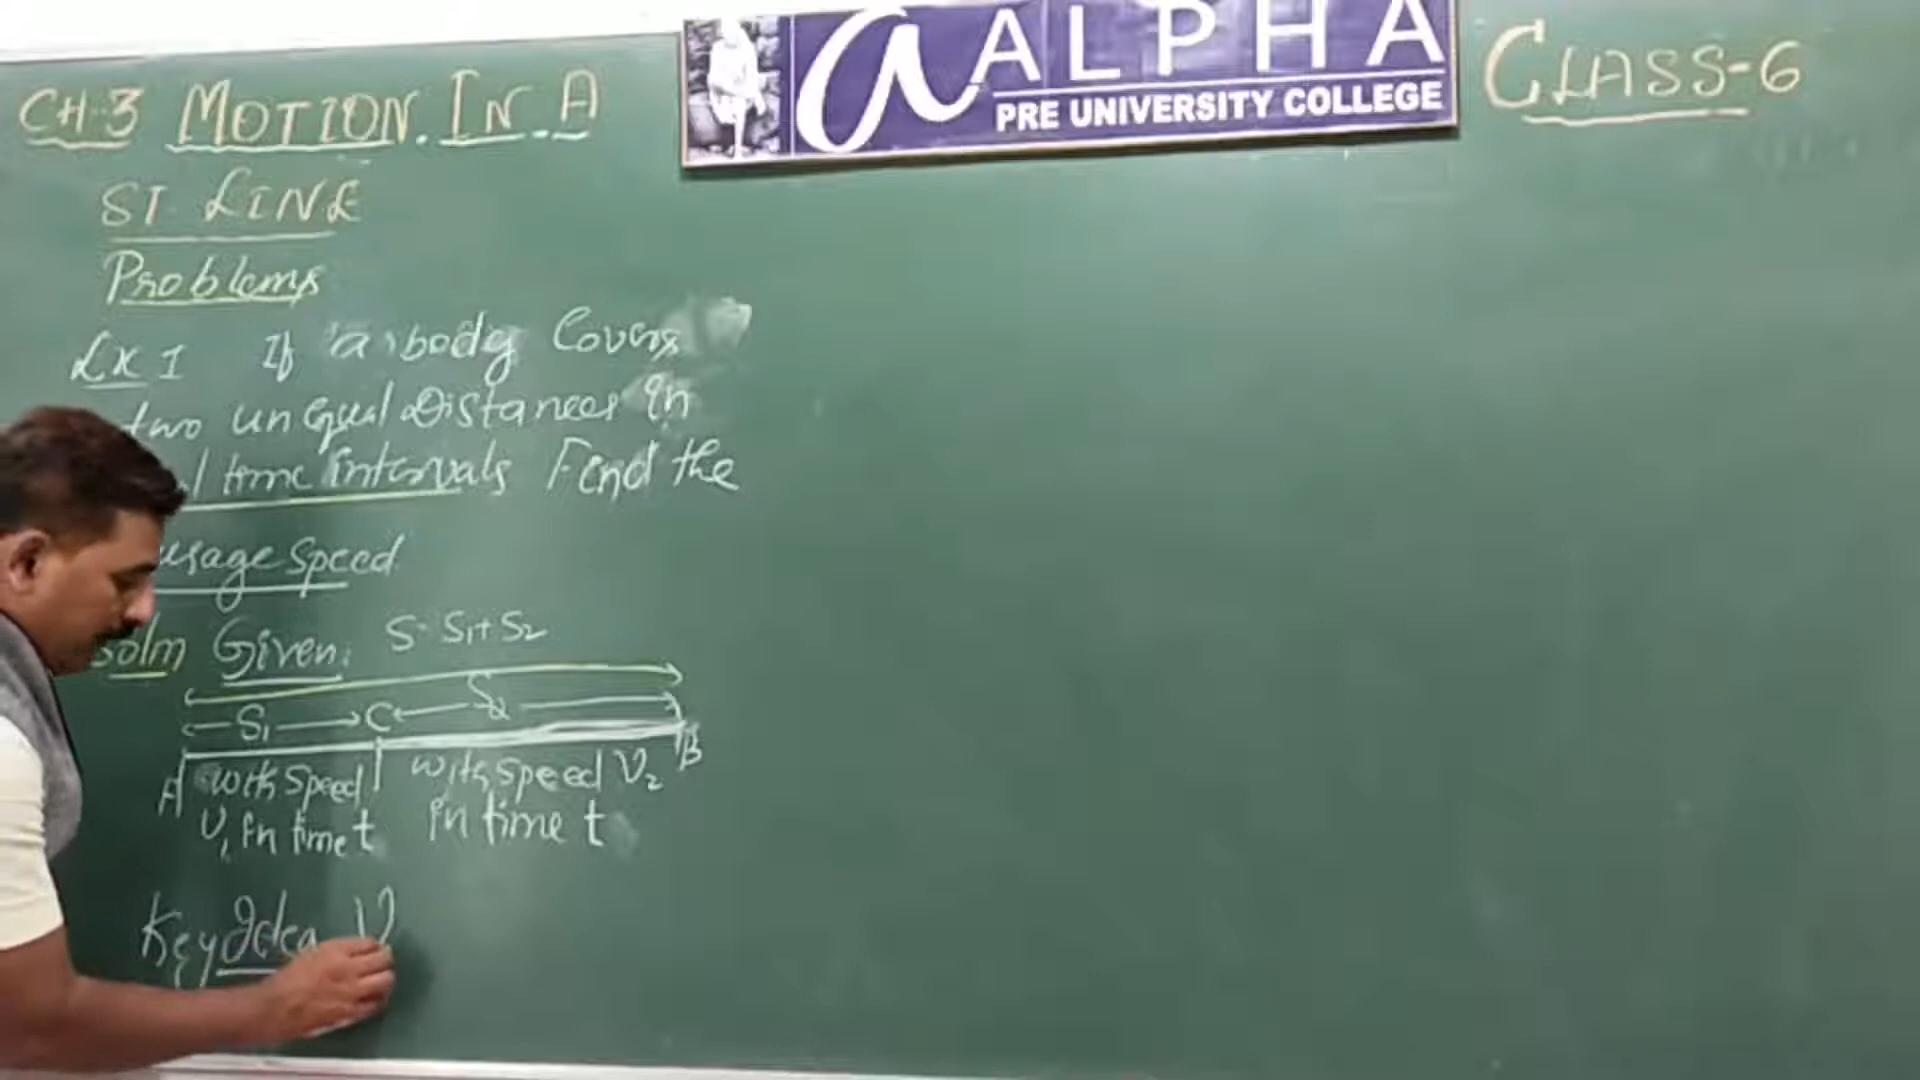 CH-3 MOTION. IN. A
ST LINE
Problems
Ex 1 If a body Covers
two unequal Distances in
time intervals Find the
Speed
Soln Given: S = S1 + S2
S1 C S2
A with speed with speed V2 B
V1 in time t in time t
Key Idea V
a ALPHA
PRE UNIVERSITY COLLEGE
CLASS-6